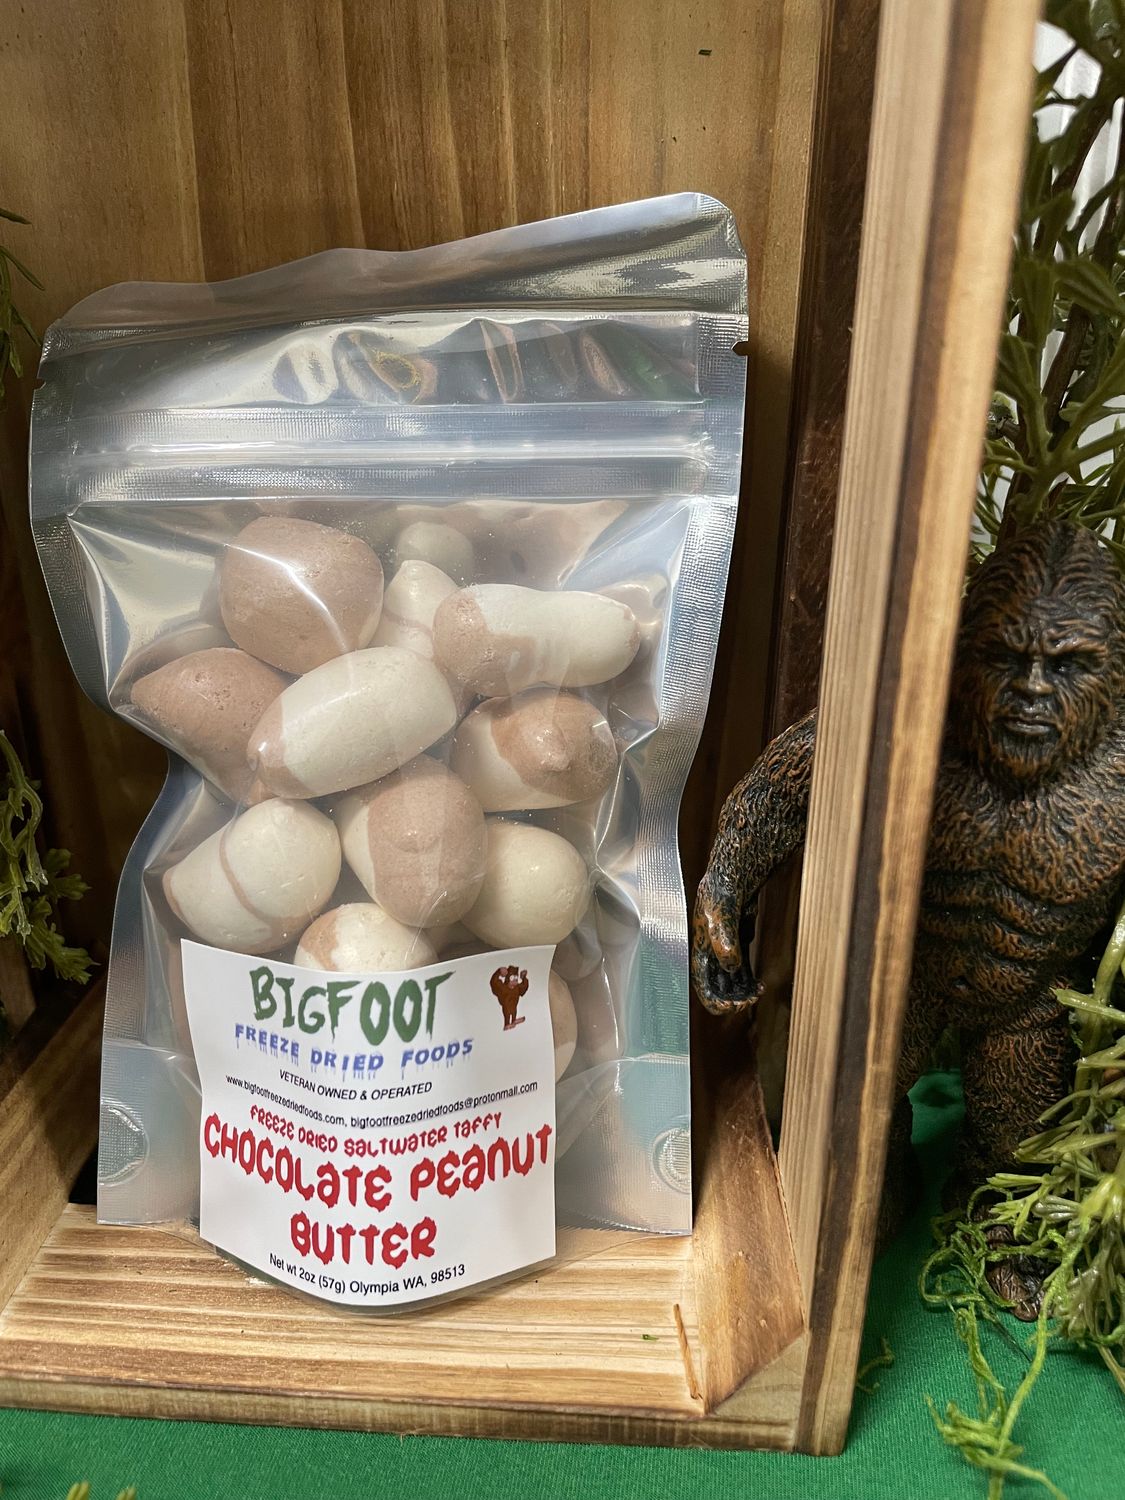 BIGFOOT
FREEZE DRIED FOODS
VETERAN OWNED & OPERATED
www.bigfootfreezedriedfoods.com, bigfootfreezedriedfoods@protonmail.com
FREEZE DRIED SALTWATER TAFFY
CHOCOLATE PEANUT
BUTTER
Net wt 2oz (57g) Olympia WA, 98513